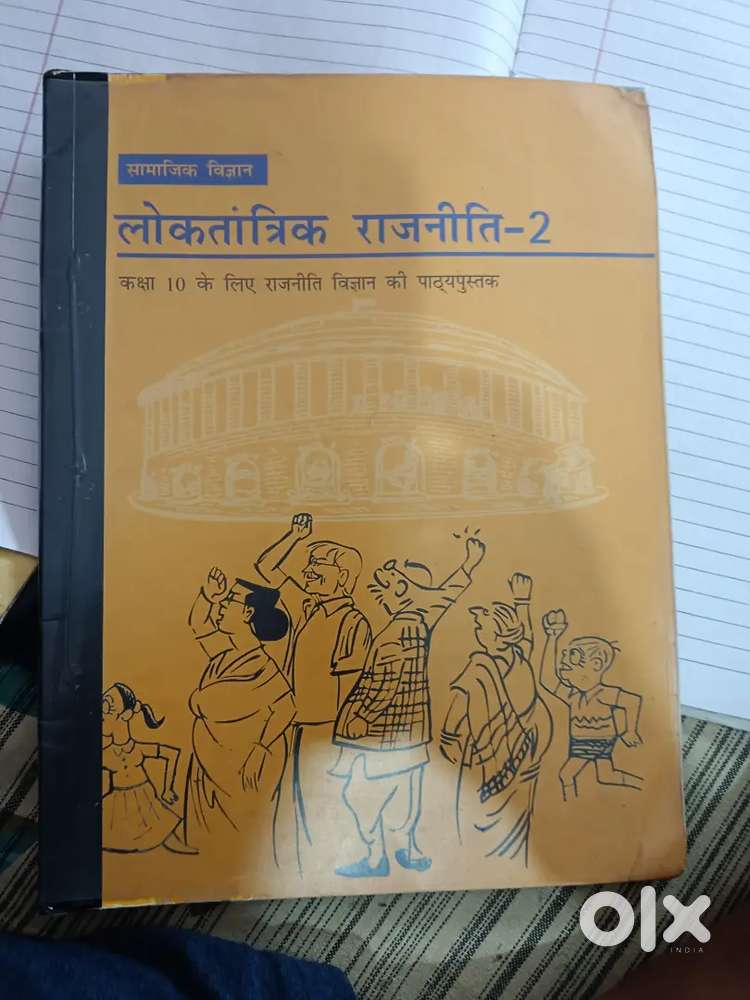 सामाजिक विज्ञान
लोकतांत्रिक राजनीति-2
कक्षा 10 के लिए राजनीति विज्ञान की पाठ्यपुस्तक
olx
INDIA